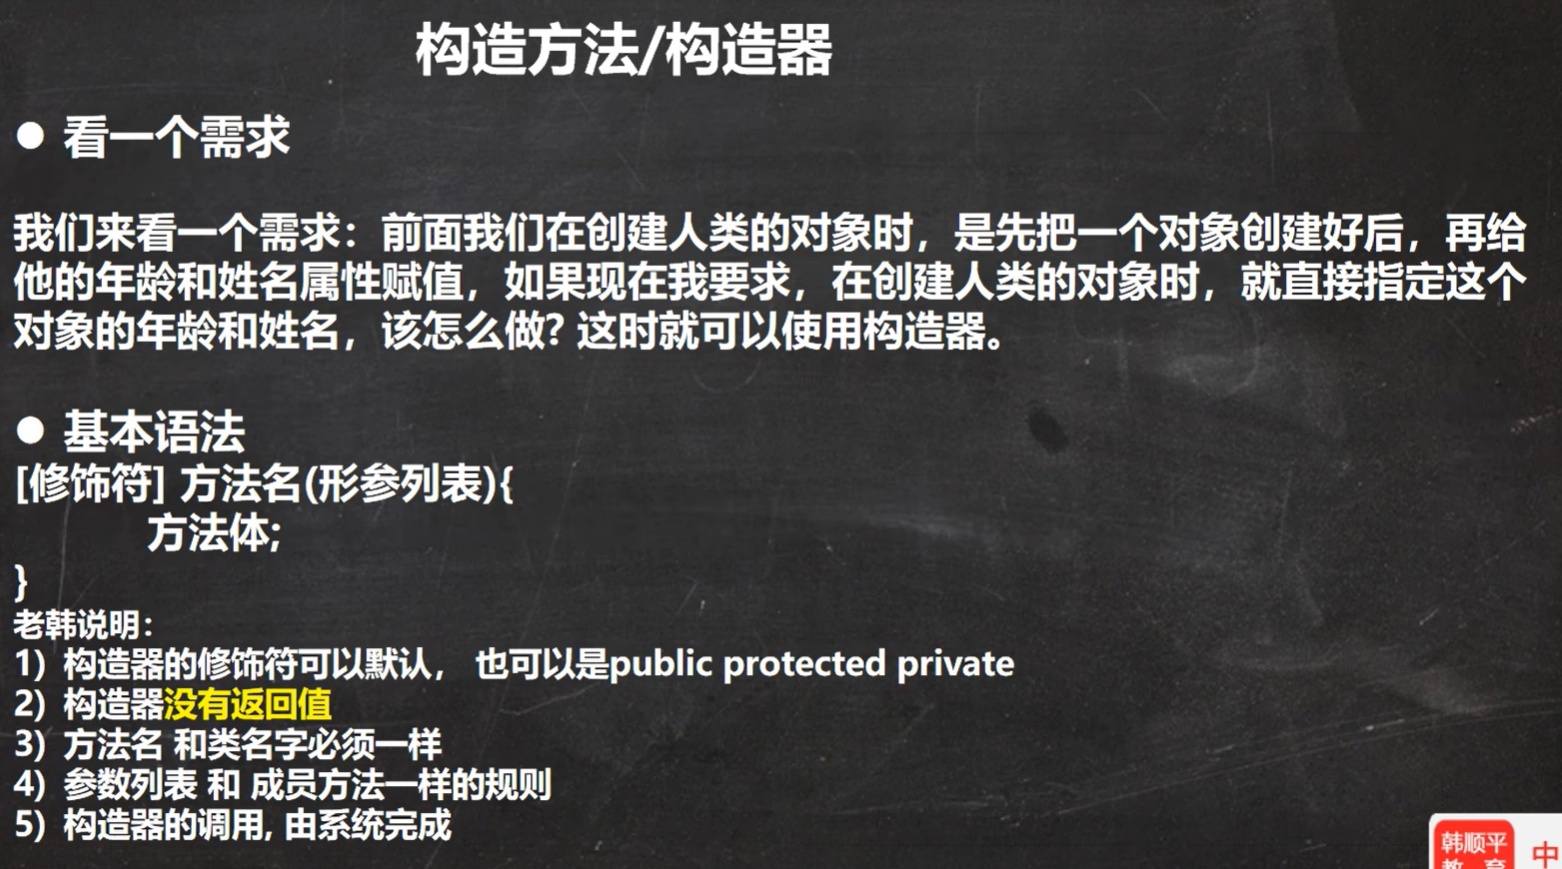 构造方法/构造器
● 看一个需求
我们来看一个需求：前面我们在创建人类的对象时，是先把一个对象创建好后，再给
他的年龄和姓名属性赋值，如果现在我要求，在创建人类的对象时，就直接指定这个
对象的年龄和姓名，该怎么做? 这时就可以使用构造器。
● 基本语法
[修饰符] 方法名(形参列表){
方法体;
}
老韩说明：
1) 构造器的修饰符可以默认， 也可以是public protected private
2) 构造器没有返回值
3) 方法名 和类名字必须一样
4) 参数列表 和 成员方法一样的规则
5) 构造器的调用, 由系统完成
韩顺平
教 育
中